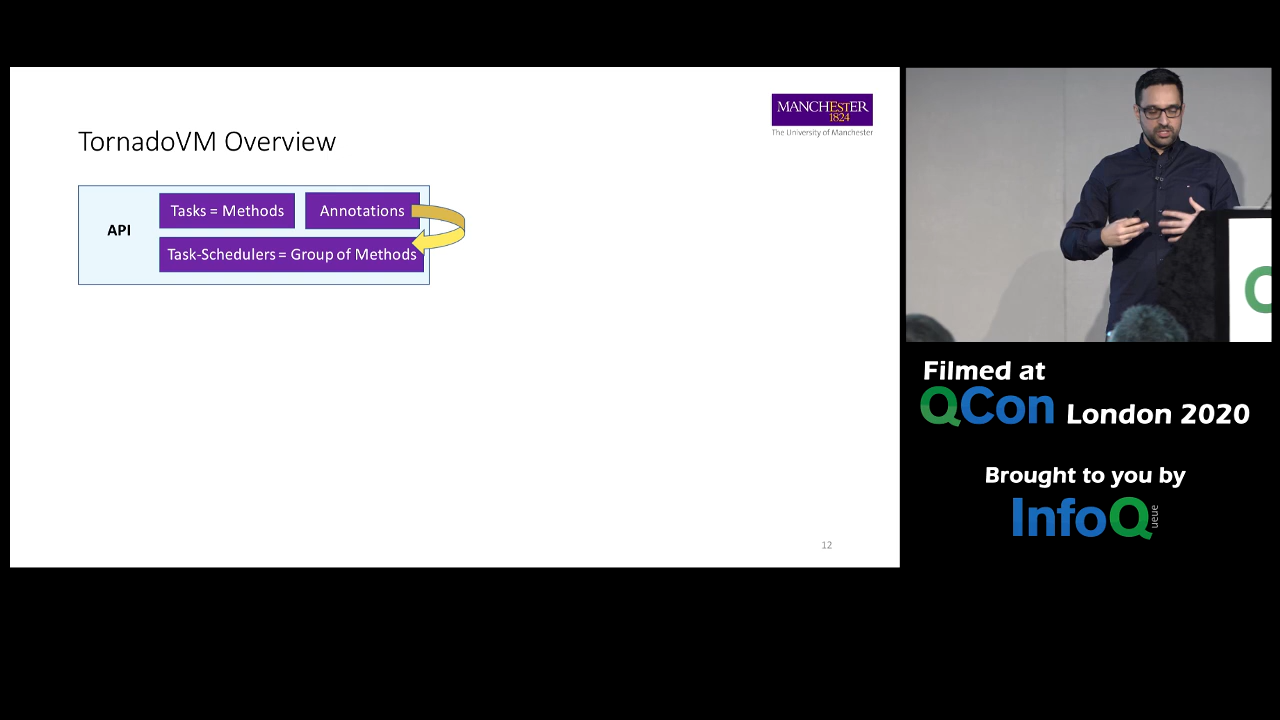 MANCHESTER
1824
The University of Manchester
TornadoVM Overview
API
Tasks = Methods
Annotations
Task-Schedulers = Group of Methods
12
Filmed at
QCon London 2020
Brought to you by
InfoQueue